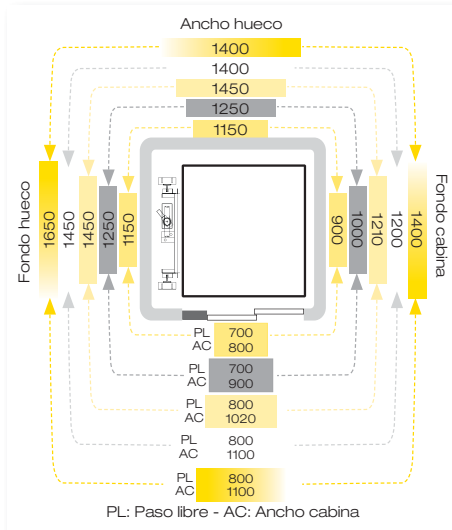 Ancho hueco
1400
1400
1450
1250
1150
Fondo hueco
1650
1450
1450
1250
1150
900
1000
1210
1200
1400
Fondo cabina
PL 700
AC 800
PL 700
AC 900
PL 800
AC 1020
PL 800
AC 1100
PL 800
AC 1100
PL: Paso libre - AC: Ancho cabina